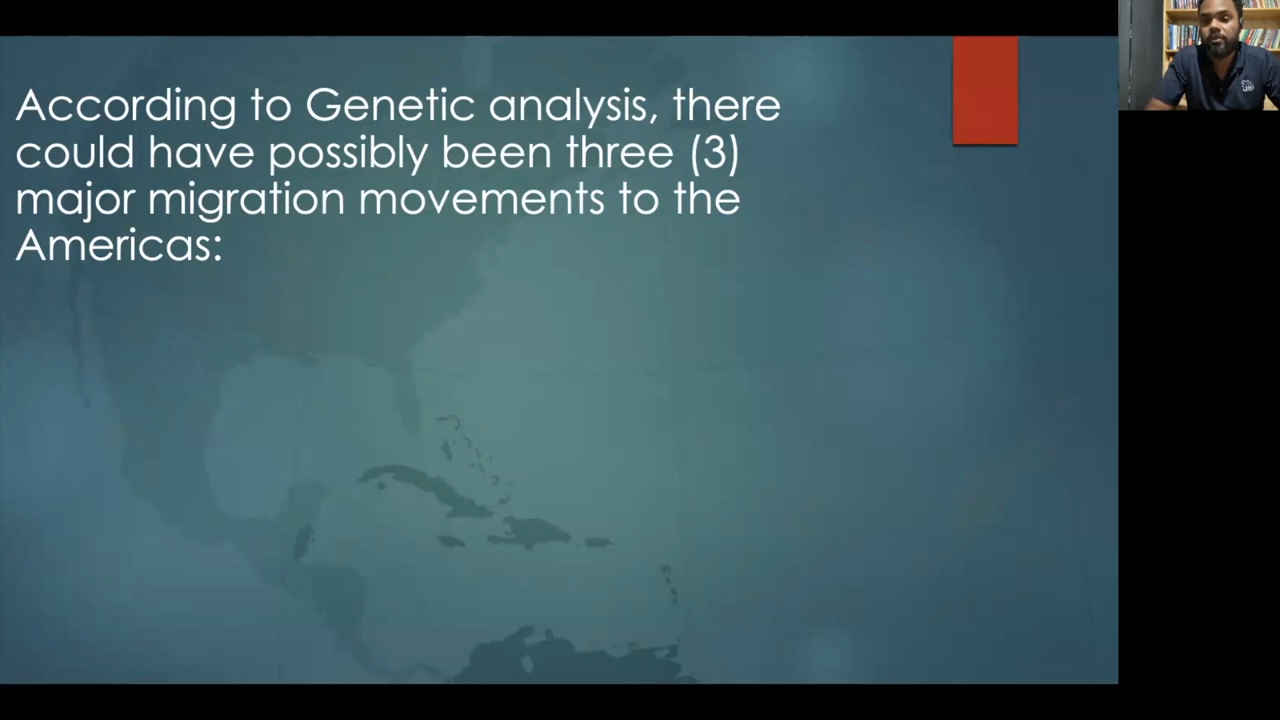 According to Genetic analysis, there
could have possibly been three (3)
major migration movements to the
Americas: